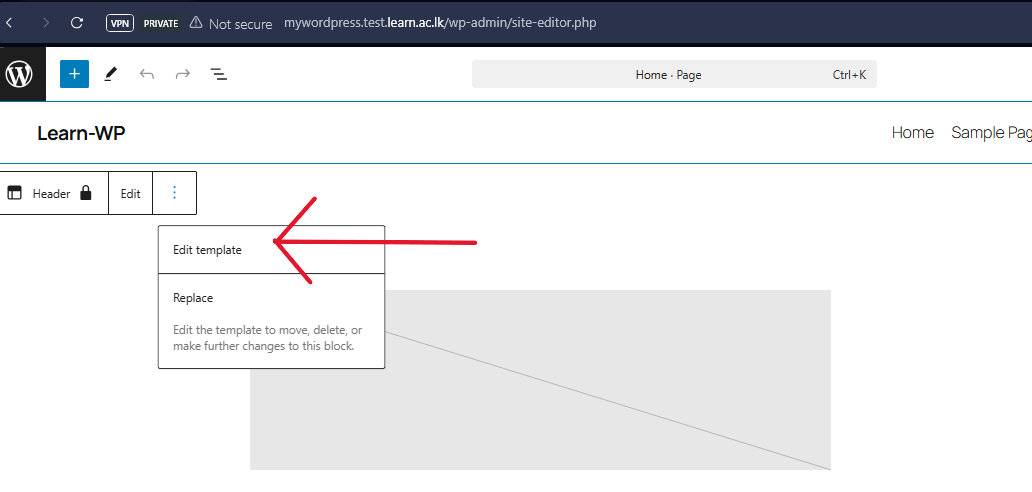 VPN PRIVATE Not secure mywordpress.test.learn.ac.lk/wp-admin/site-editor.php
Home · Page Ctrl+K
Learn-WP Home Sample Pag
Header Edit
Edit template
Replace
Edit the template to move, delete, or
make further changes to this block.